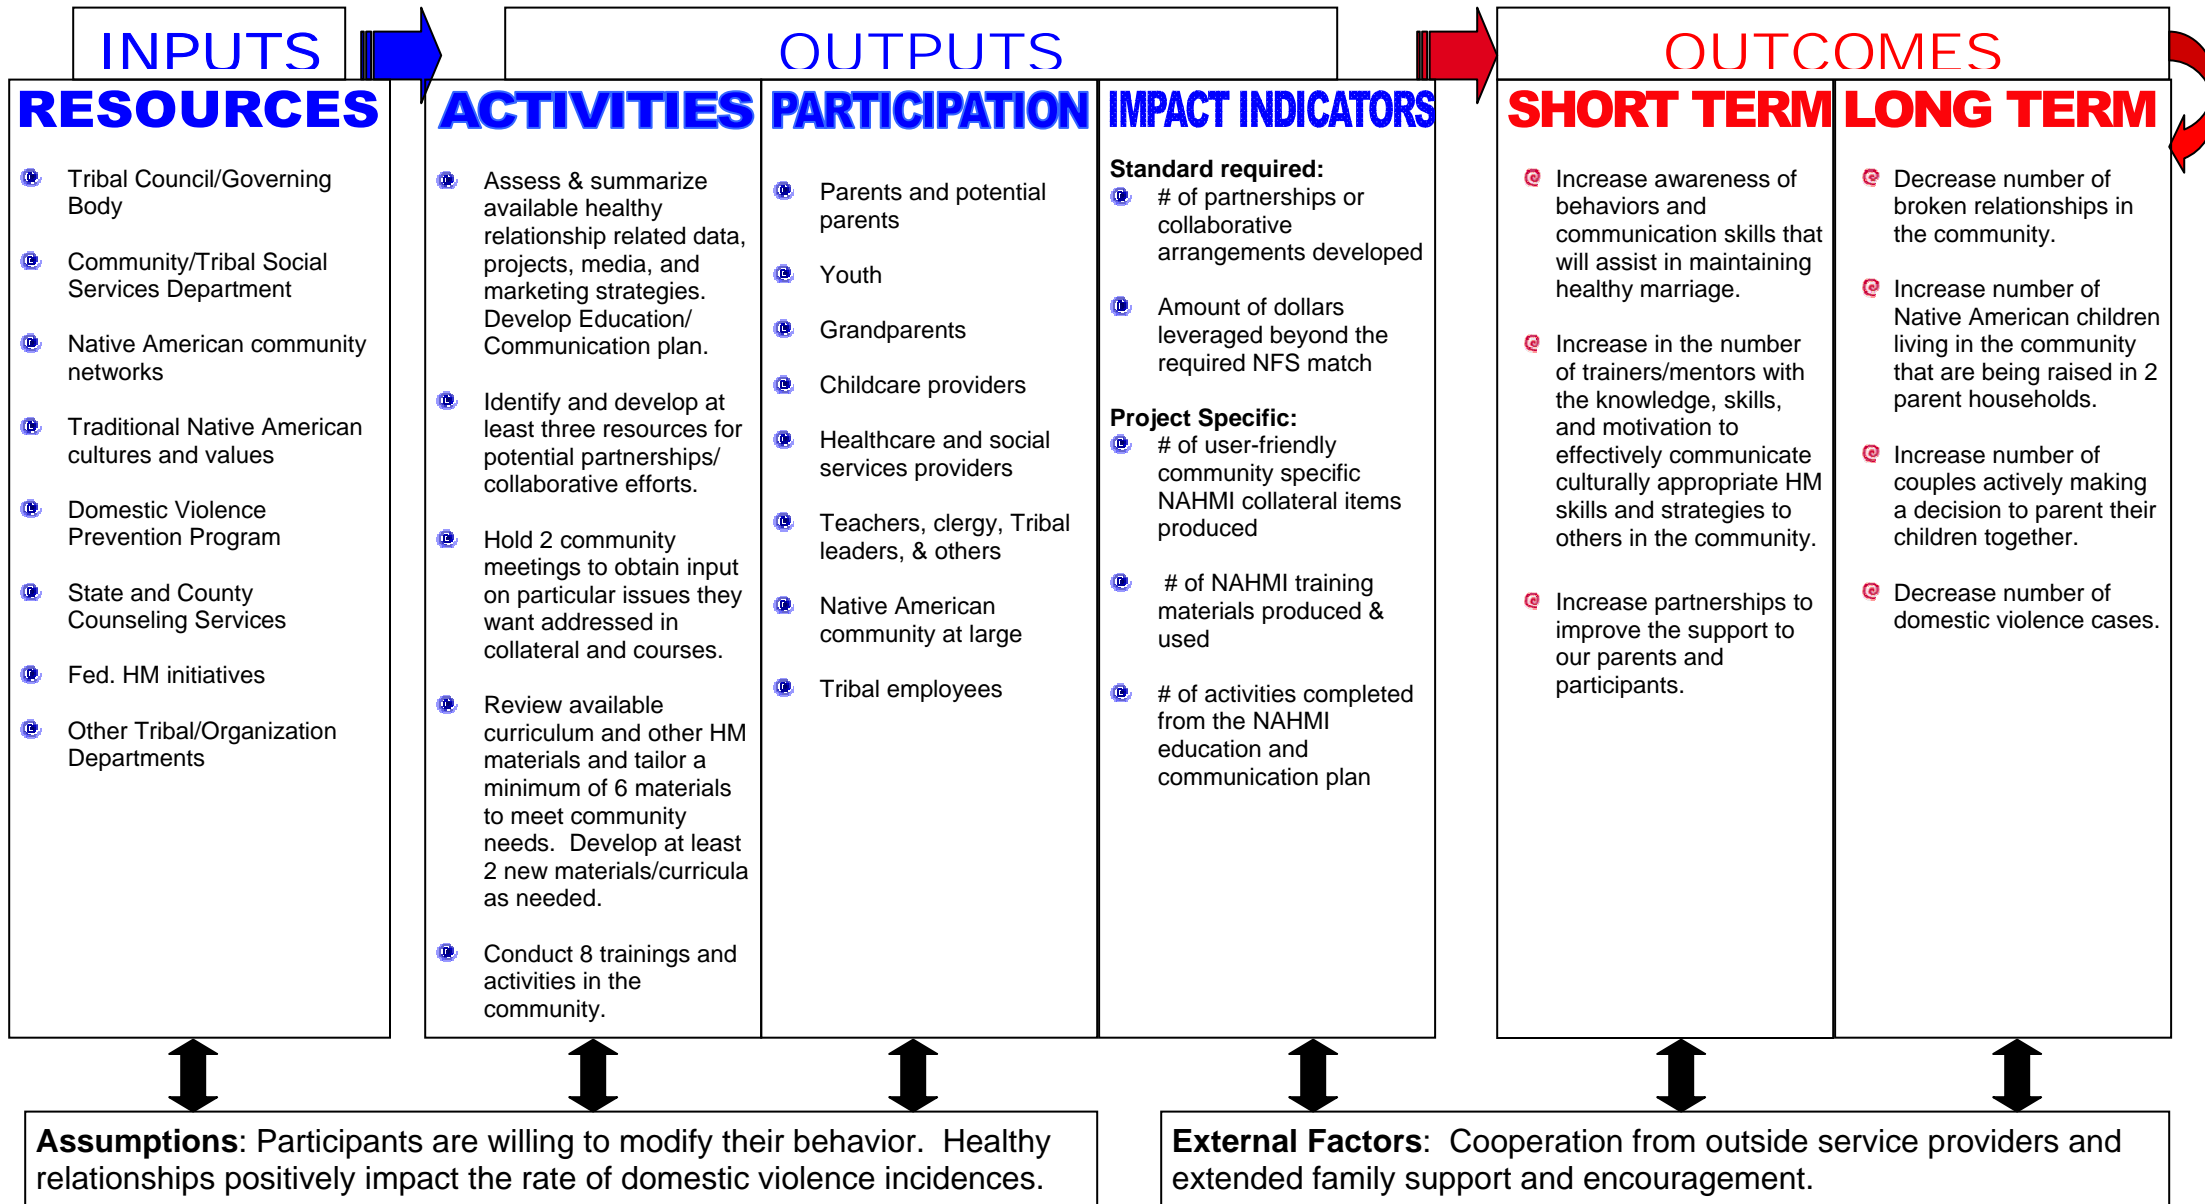 INPUTS
OUTPUTS
OUTCOMES
RESOURCES
Tribal Council/Governing
Body
Community/Tribal Social
Services Department
Native American community
networks
Traditional Native American
cultures and values
Domestic Violence
Prevention Program
State and County
Counseling Services
Fed. HM initiatives
Other Tribal/Organization
Departments
ACTIVITIES
Assess & summarize
available healthy
relationship related data,
projects, media, and
marketing strategies.
Develop Education/
Communication plan.
Identify and develop at
least three resources for
potential partnerships/
collaborative efforts.
Hold 2 community
meetings to obtain input
on particular issues they
want addressed in
collateral and courses.
Review available
curriculum and other HM
materials and tailor a
minimum of 6 materials
to meet community
needs.  Develop at least
2 new materials/curricula
as needed.
Conduct 8 trainings and
activities in the
community.
PARTICIPATION
Parents and potential
parents
Youth
Grandparents
Childcare providers
Healthcare and social
services providers
Teachers, clergy, Tribal
leaders, & others
Native American
community at large
Tribal employees
IMPACT INDICATORS
Standard required:
# of partnerships or
collaborative
arrangements developed
Amount of dollars
leveraged beyond the
required NFS match
Project Specific:
# of user-friendly
community specific
NAHMI collateral items
produced
# of NAHMI training
materials produced &
used
# of activities completed
from the NAHMI
education and
communication plan
SHORT TERM
Increase awareness of
behaviors and
communication skills that
will assist in maintaining
healthy marriage.
Increase in the number
of trainers/mentors with
the knowledge, skills,
and motivation to
effectively communicate
culturally appropriate HM
skills and strategies to
others in the community.
Increase partnerships to
improve the support to
our parents and
participants.
LONG TERM
Decrease number of
broken relationships in
the community.
Increase number of
Native American children
living in the community
that are being raised in 2
parent households.
Increase number of
couples actively making
a decision to parent their
children together.
Decrease number of
domestic violence cases.
Assumptions: Participants are willing to modify their behavior.  Healthy
relationships positively impact the rate of domestic violence incidences.
External Factors:  Cooperation from outside service providers and
extended family support and encouragement.